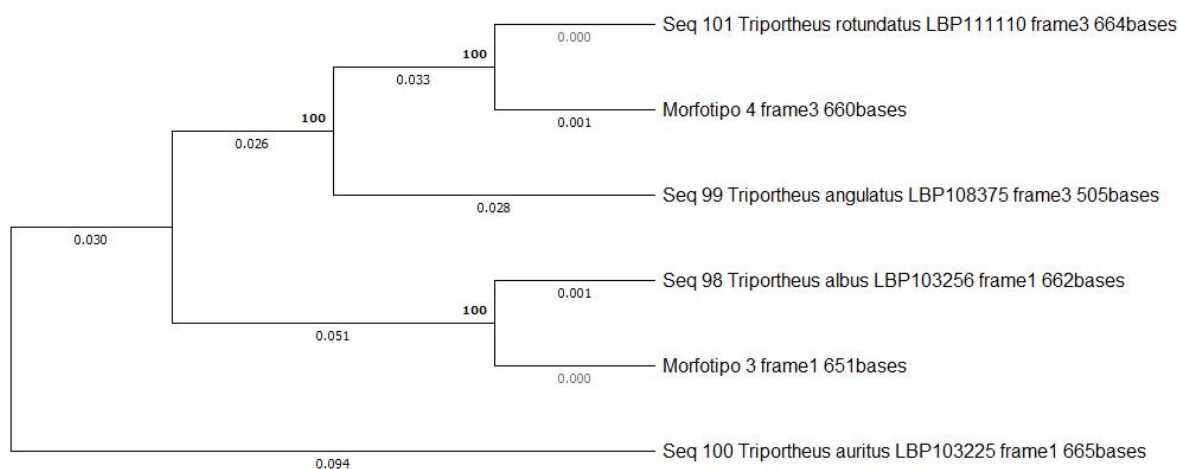 Seq 101 Triportheus rotundatus LBP111110 frame3 664bases
0.000
100
0.033
Morfotipo 4 frame3 660bases
0.001
100
0.026
Seq 99 Triportheus angulatus LBP108375 frame3 505bases
0.028
0.030
Seq 98 Triportheus albus LBP103256 frame1 662bases
0.001
100
0.051
Morfotipo 3 frame1 651bases
0.000
Seq 100 Triportheus auritus LBP103225 frame1 665bases
0.094